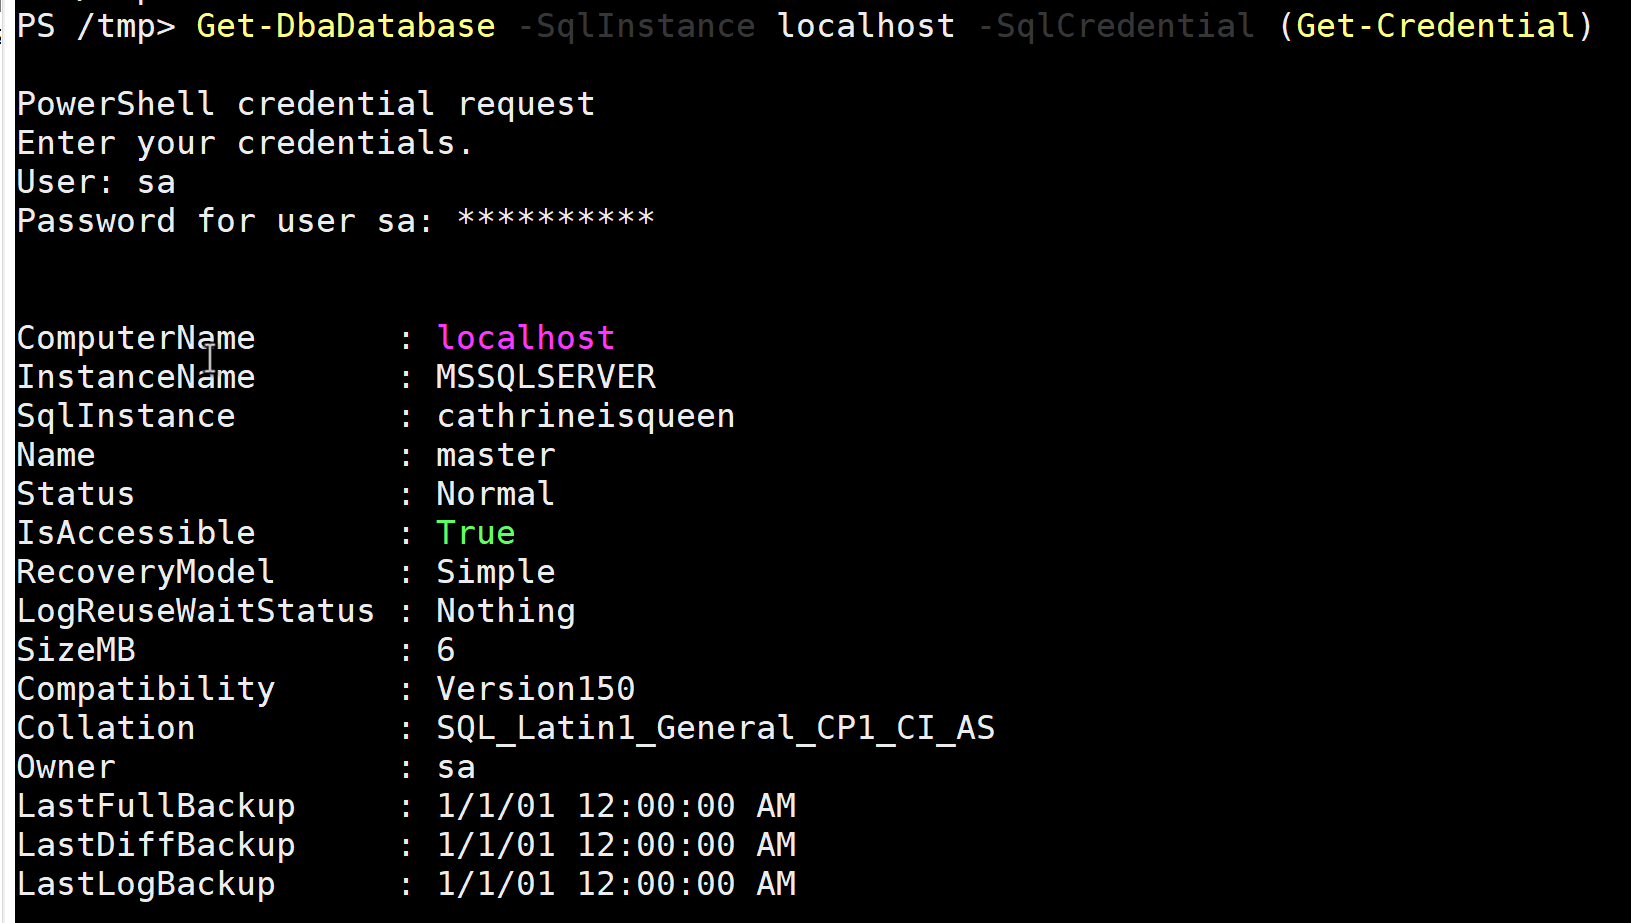 PS /tmp> Get-DbaDatabase -SqlInstance localhost -SqlCredential (Get-Credential)
PowerShell credential request
Enter your credentials.
User: sa
Password for user sa: **********
ComputerName       : localhost
InstanceName       : MSSQLSERVER
SqlInstance        : cathrineisqueen
Name               : master
Status             : Normal
IsAccessible       : True
RecoveryModel      : Simple
LogReuseWaitStatus : Nothing
SizeMB             : 6
Compatibility      : Version150
Collation          : SQL_Latin1_General_CP1_CI_AS
Owner              : sa
LastFullBackup     : 1/1/01 12:00:00 AM
LastDiffBackup     : 1/1/01 12:00:00 AM
LastLogBackup      : 1/1/01 12:00:00 AM